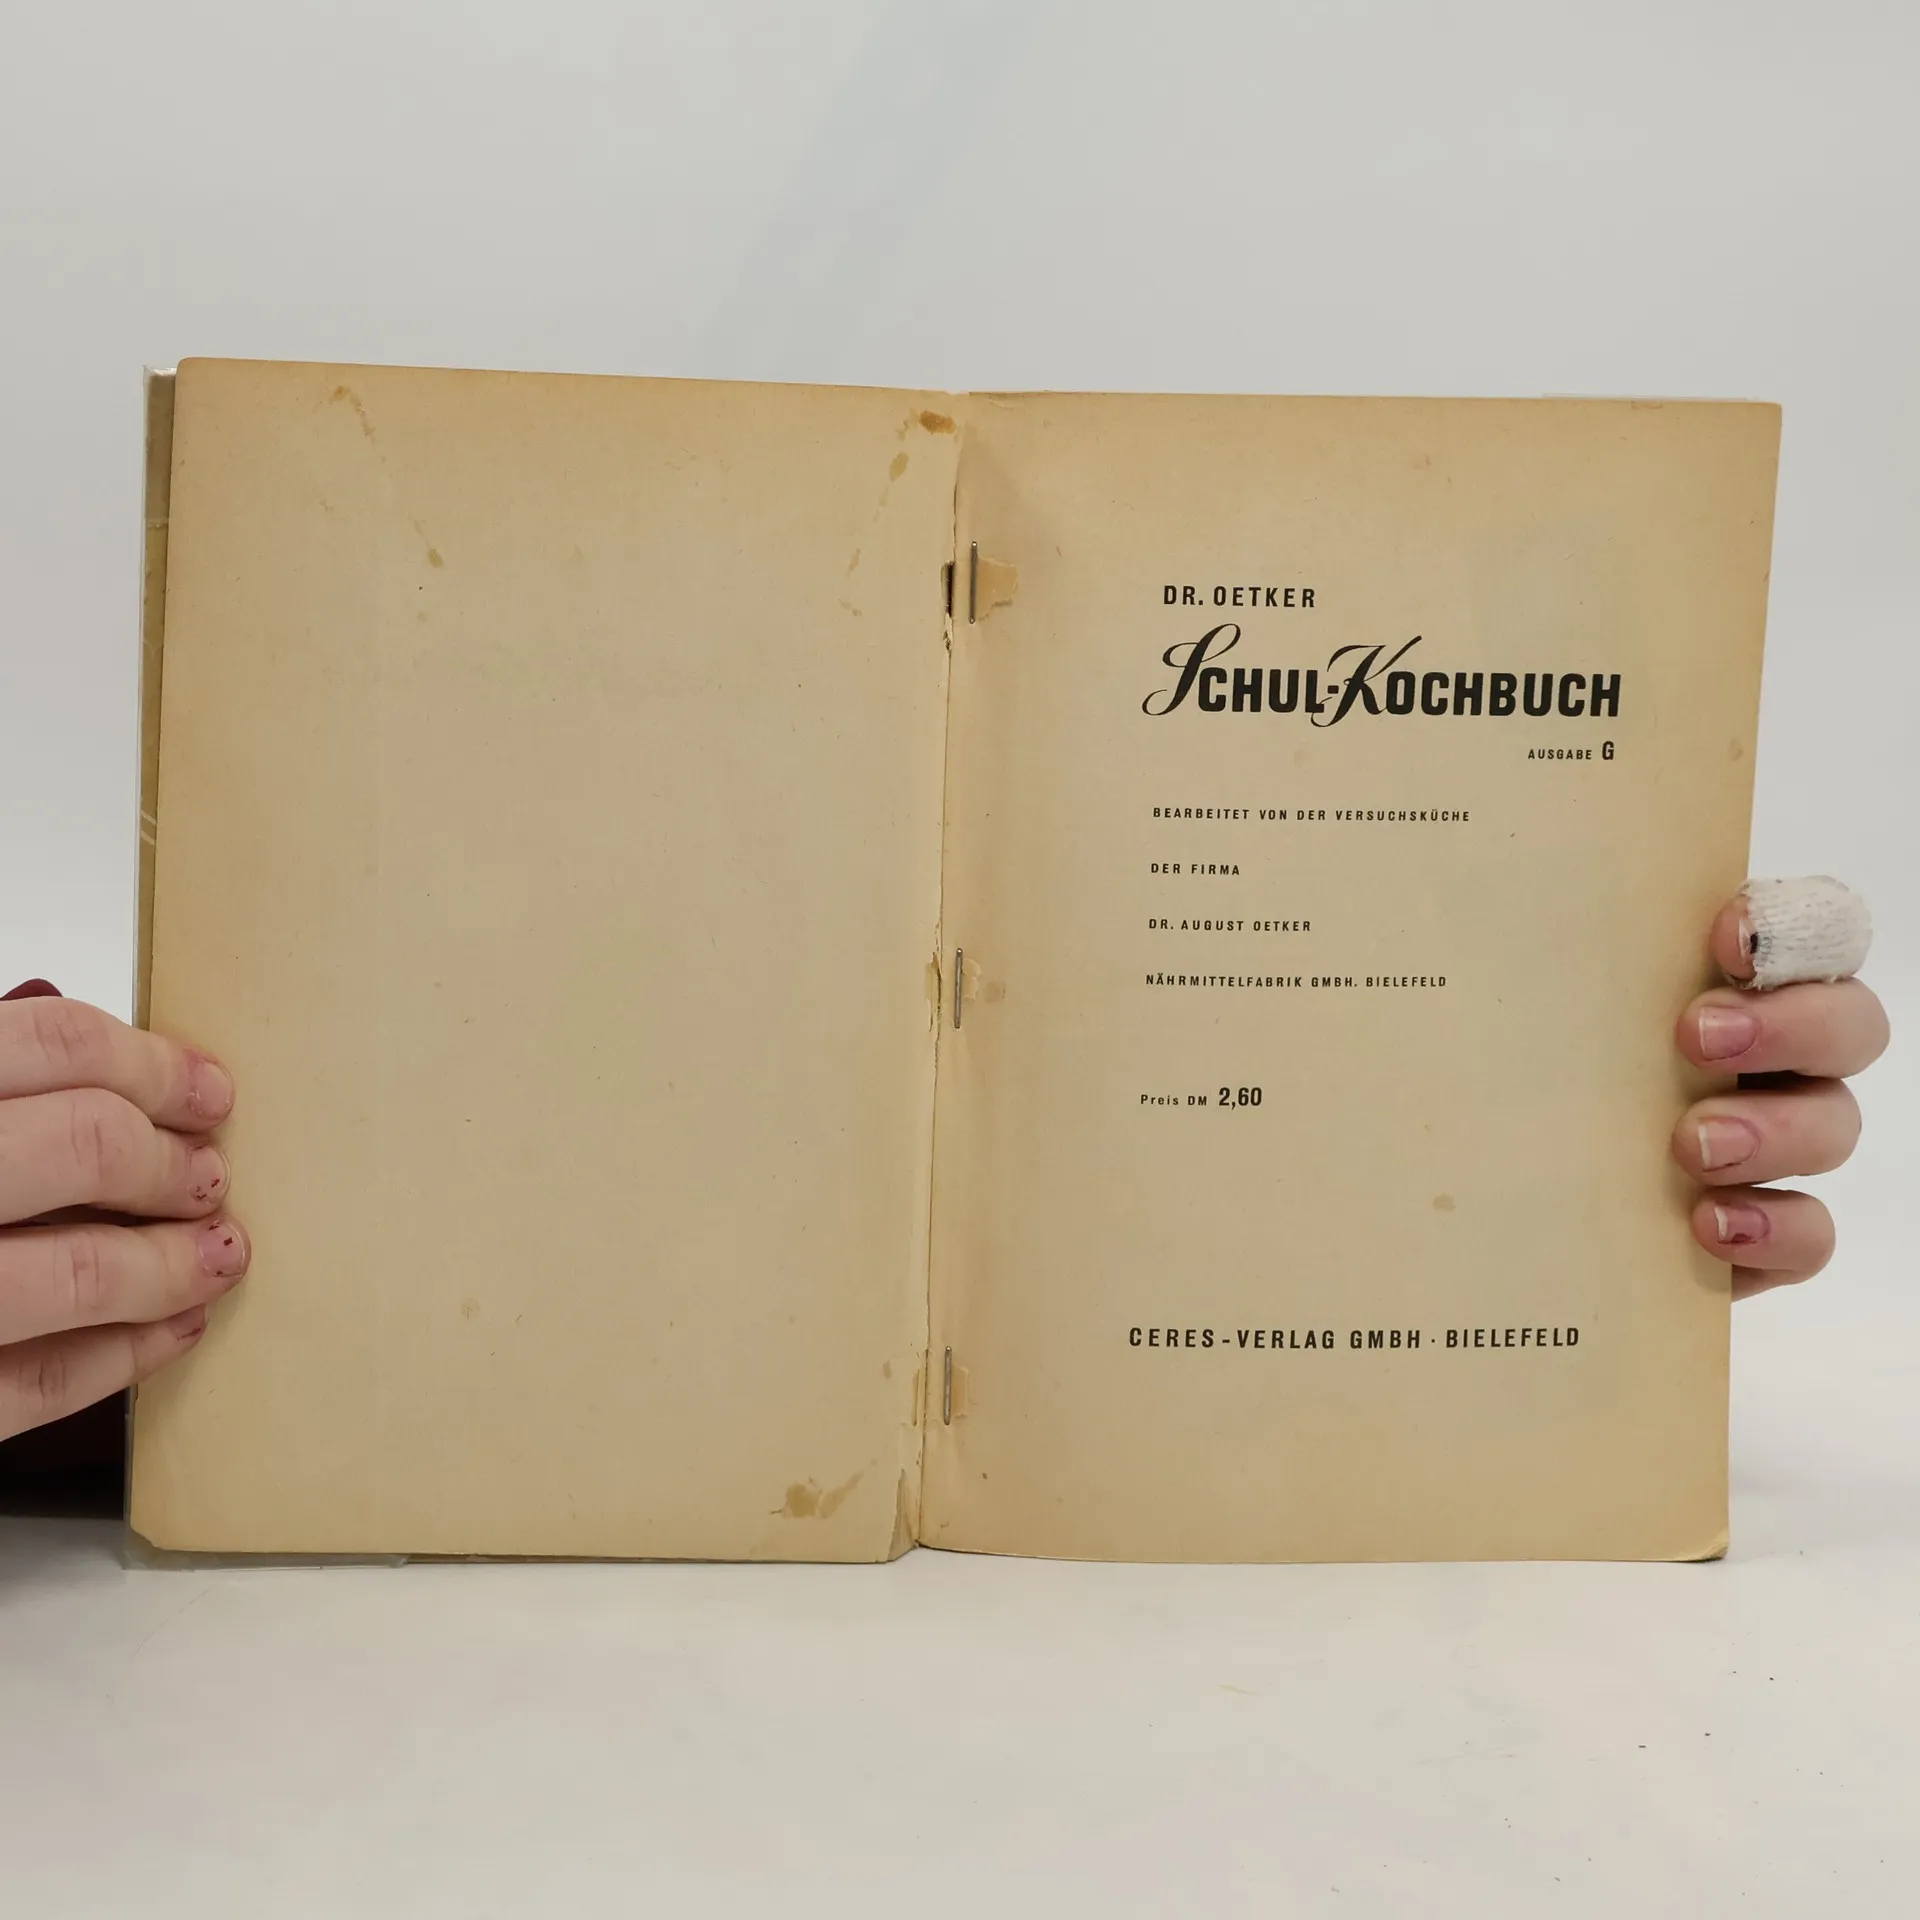 DR. OETKER
SCHUL-KOCHBUCH
AUSGABE G
BEARBEITET VON DER VERSUCHSKÜCHE
DER FIRMA
DR. AUGUST OETKER
NÄHRMITTELFABRIK GMBH. BIELEFELD
Preis DM 2,60
CERES-VERLAG GMBH · BIELEFELD